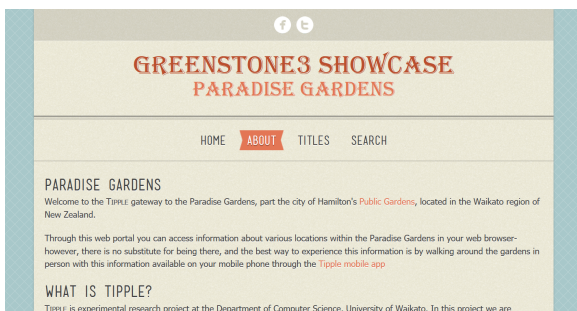 GREENSTONE3 SHOWCASE
PARADISE GARDENS
HOME ABOUT TITLES SEARCH
PARADISE GARDENS
Welcome to the TIPPLE gateway to the Paradise Gardens, part the city of Hamilton's Public Gardens, located in the Waikato region of
New Zealand.
Through this web portal you can access information about various locations within the Paradise Gardens in your web browser-
however, there is no substitute for being there, and the best way to experience this information is by walking around the gardens in
person with this information available on your mobile phone through the Tipple mobile app
WHAT IS TIPPLE?
TIPPLE is experimental research project at the Department of Computer Science, University of Waikato. In this project we are